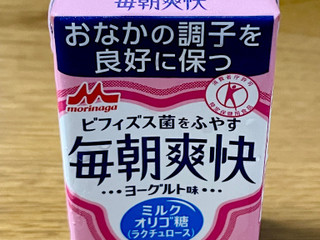 毎朝爽快
おなかの調子を
良好に保つ
morinaga
ビフィズス菌をふやす
毎朝爽快
ヨーグルト味
ミルク
オリゴ糖
(ラクチュロース)